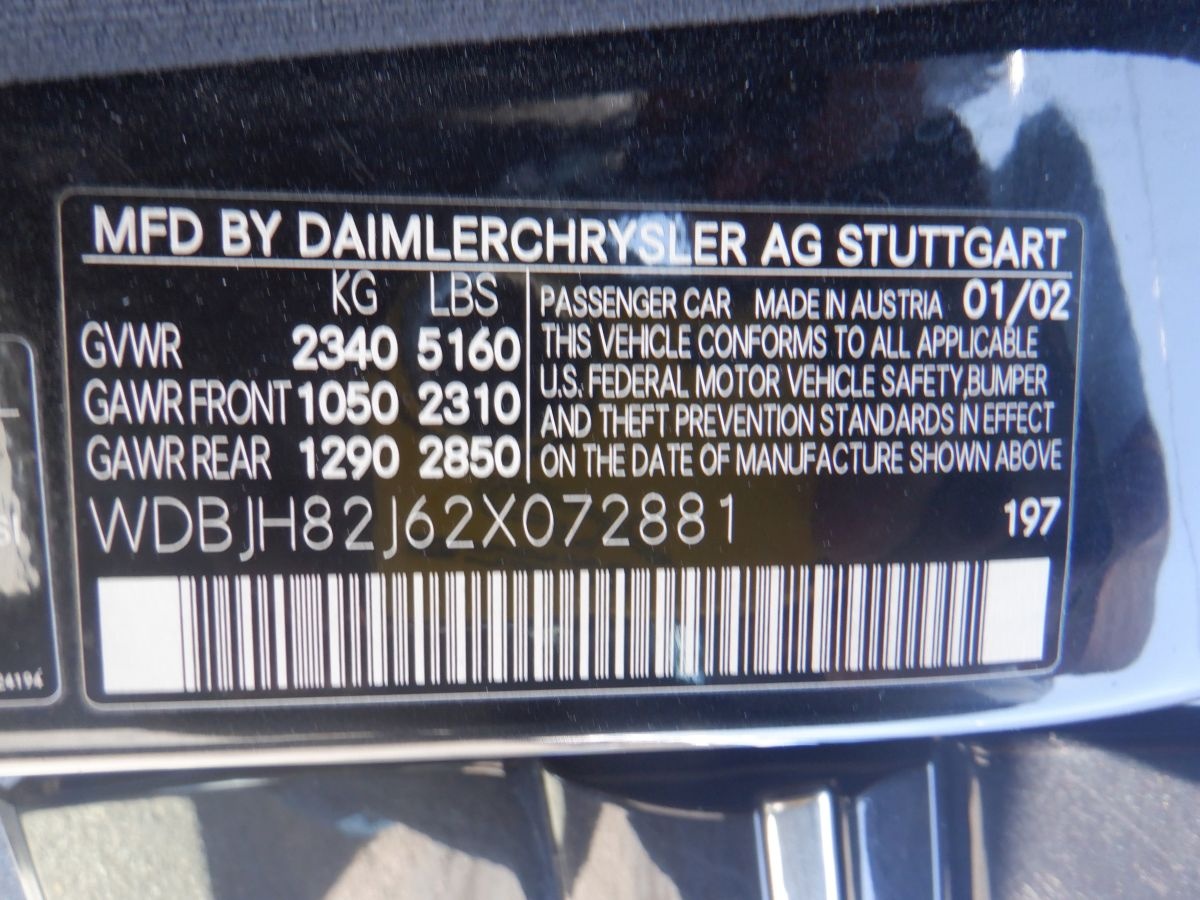 MFD BY DAIMLERCHRYSLER AG STUTTGART
KG LBS
GVWR 2340 5160
GAWR FRONT 1050 2310
GAWR REAR 1290 2850
PASSENGER CAR MADE IN AUSTRIA 01/02
THIS VEHICLE CONFORMS TO ALL APPLICABLE
U.S. FEDERAL MOTOR VEHICLE SAFETY,BUMPER
AND THEFT PREVENTION STANDARDS IN EFFECT
ON THE DATE OF MANUFACTURE SHOWN ABOVE
WDBJH82J62X072881 197
24194